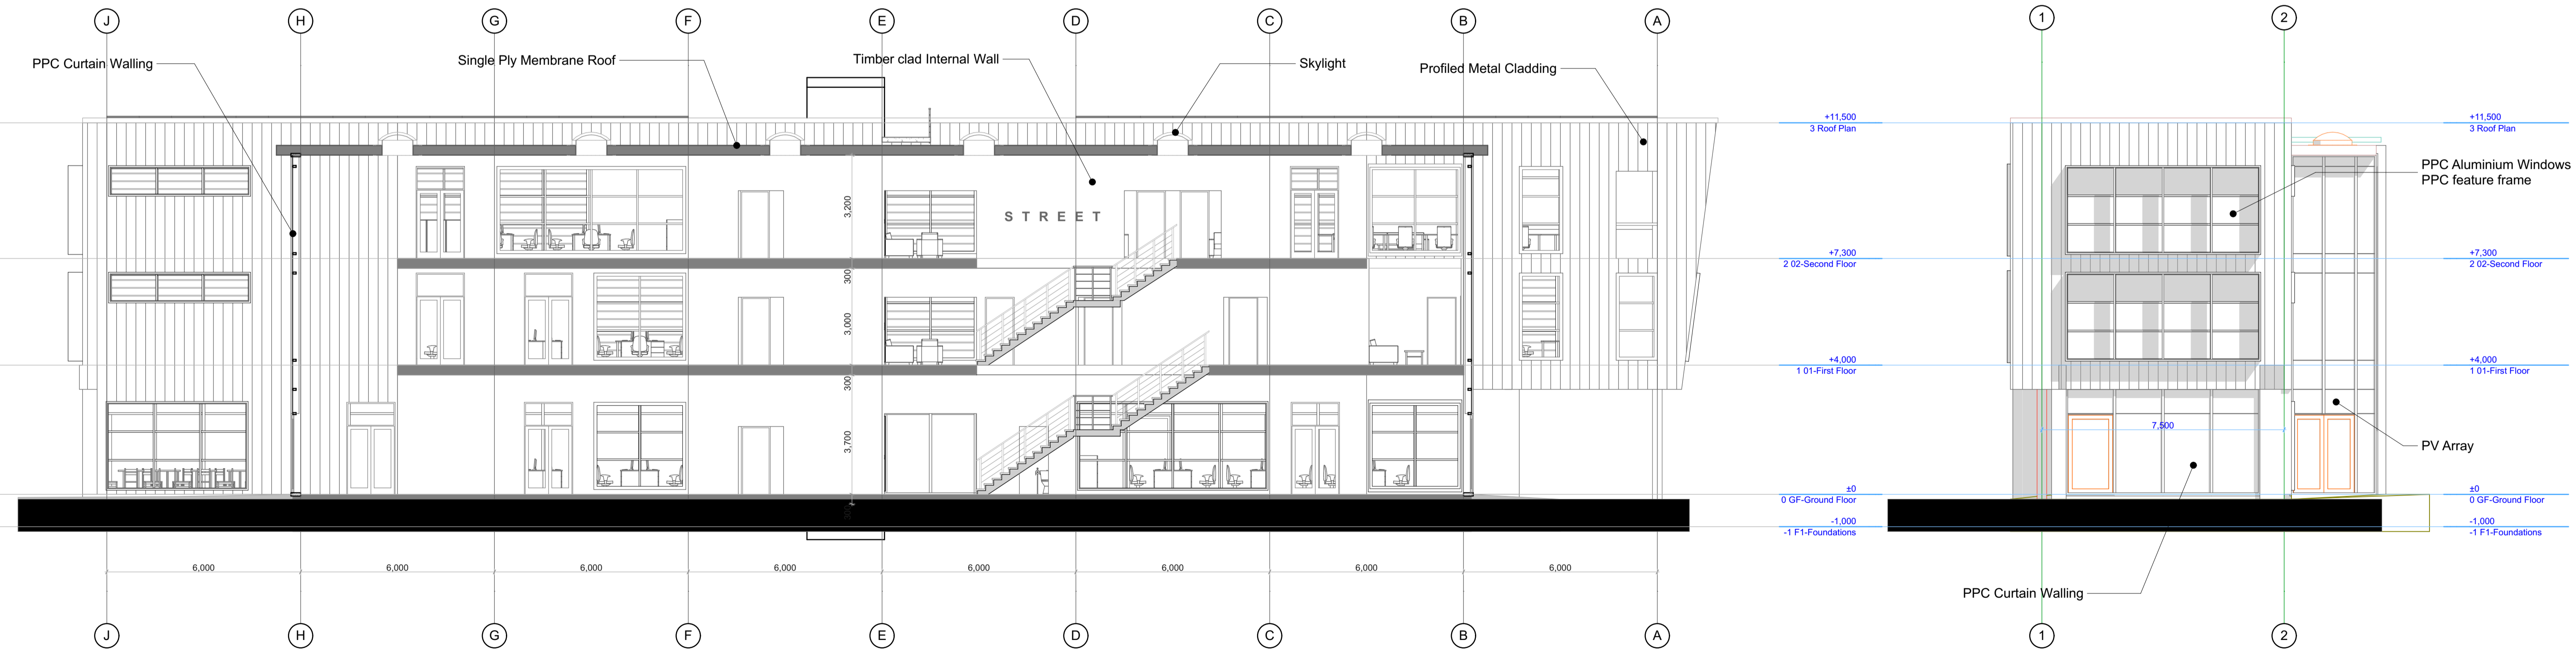 J H G F E D C B A 1 2
PPC Curtain Walling
Single Ply Membrane Roof
Timber clad Internal Wall
Skylight
Profiled Metal Cladding
+11,500
3 Roof Plan
+11,500
3 Roof Plan
PPC Aluminium Windows
PPC feature frame
3,200
STREET
+7,300
2 02-Second Floor
+7,300
2 02-Second Floor
300
3,000
+4,000
1 01-First Floor
+4,000
1 01-First Floor
300
7,500
3,700
PV Array
±0
0 GF-Ground Floor
±0
0 GF-Ground Floor
300
-1,000
-1 F1-Foundations
-1,000
-1 F1-Foundations
6,000 6,000 6,000 6,000 6,000 6,000 6,000 6,000
PPC Curtain Walling
J H G F E D C B A 1 2